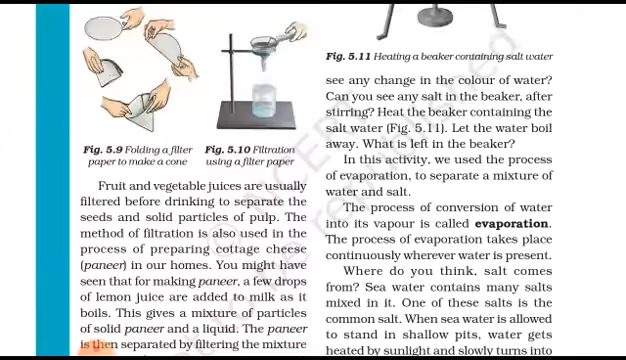 Fig. 5.9 Folding a filter
paper to make a cone
Fig. 5.10 Filtration
using a filter paper
Fruit and vegetable juices are usually
filtered before drinking to separate the
seeds and solid particles of pulp. The
method of filtration is also used in the
process of preparing cottage cheese
(paneer) in our homes. You might have
seen that for making paneer, a few drops
of lemon juice are added to milk as it
boils. This gives a mixture of particles
of solid paneer and a liquid. The paneer
is then separated by filtering the mixture
Fig. 5.11 Heating a beaker containing salt water
see any change in the colour of water?
Can you see any salt in the beaker, after
stirring? Heat the beaker containing the
salt water (Fig. 5.11). Let the water boil
away. What is left in the beaker?
In this activity, we used the process
of evaporation, to separate a mixture of
water and salt.
The process of conversion of water
into its vapour is called evaporation.
The process of evaporation takes place
continuously wherever water is present.
Where do you think, salt comes
from? Sea water contains many salts
mixed in it. One of these salts is the
common salt. When sea water is allowed
to stand in shallow pits, water gets
heated by sunlight and slowly turns into